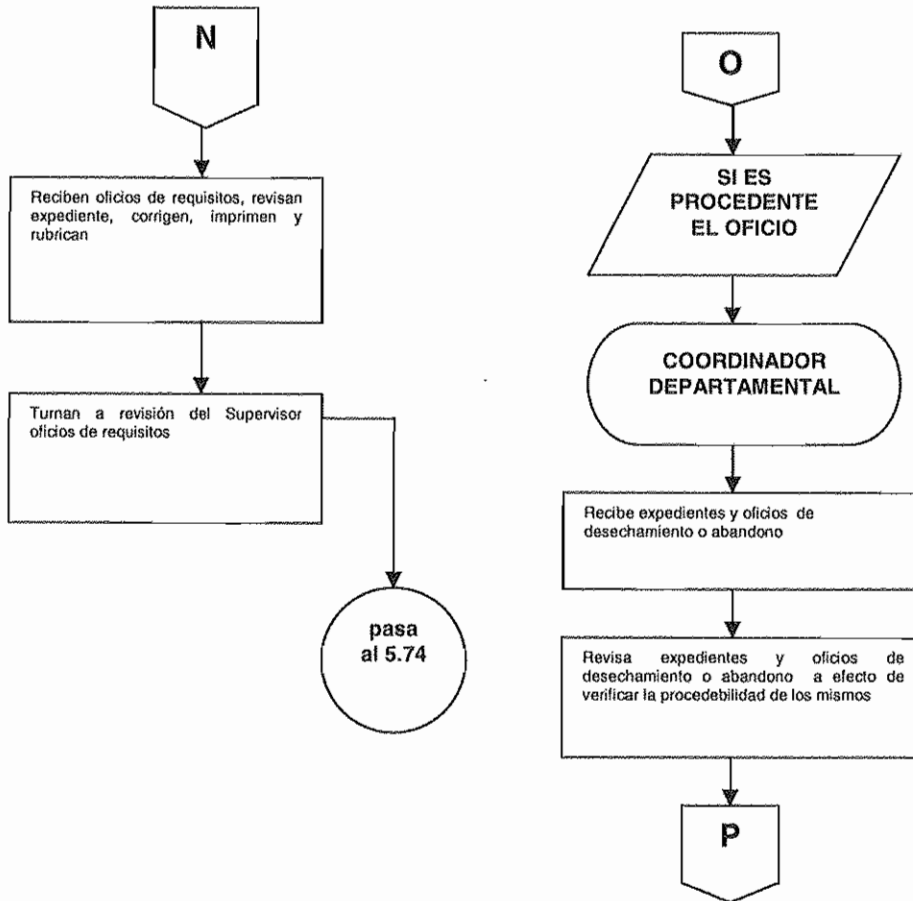 N
Reciben oficios de requisitos, revisan
expediente, corrigen, imprimen y
rubrican
Turnan a revisión del Supervisor
oficios de requisitos
pasa
al 5.74
O
SI ES
PROCEDENTE
EL OFICIO
COORDINADOR
DEPARTAMENTAL
Recibe expedientes y oficios de
desechamiento o abandono
Revisa expedientes y oficios de
desechamiento o abandono a efecto de
verificar la procedebilidad de los mismos
P